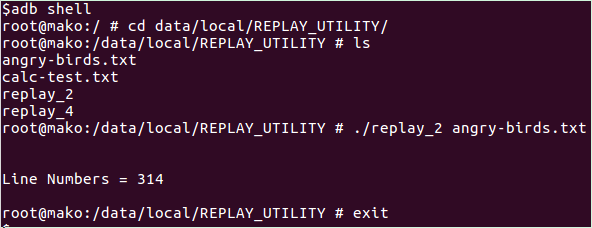 $adb shell
root@mako:/ # cd data/local/REPLAY_UTILITY/
root@mako:/data/local/REPLAY_UTILITY # ls
angry-birds.txt
calc-test.txt
replay_2
replay_4
root@mako:/data/local/REPLAY_UTILITY # ./replay_2 angry-birds.txt
Line Numbers = 314
root@mako:/data/local/REPLAY_UTILITY # exit